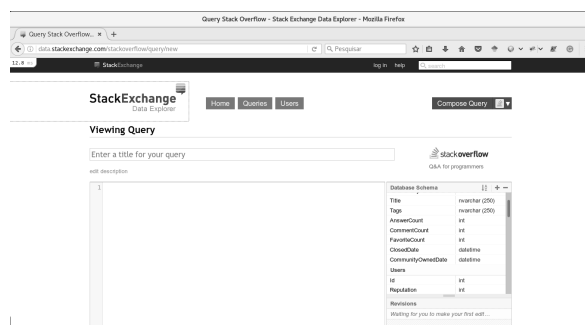 Query Stack Overflow - Stack Exchange Data Explorer - Mozilla Firefox
Query Stack Overflow... × +
data.stackexchange.com/stackoverflow/query/new
Pesquisar
12.8 ms
StackExchange
log in help search
StackExchange
Data Explorer
Home Queries Users
Compose Query
Viewing Query
Enter a title for your query
edit description
stackoverflow
Q&A for programmers
1
Database Schema
Title nvarchar (250)
Tags nvarchar (250)
AnswerCount int
CommentCount int
FavoriteCount int
ClosedDate datetime
CommunityOwnedDate datetime
Users
Id int
Reputation int
Revisions
Waiting for you to make your first edit...